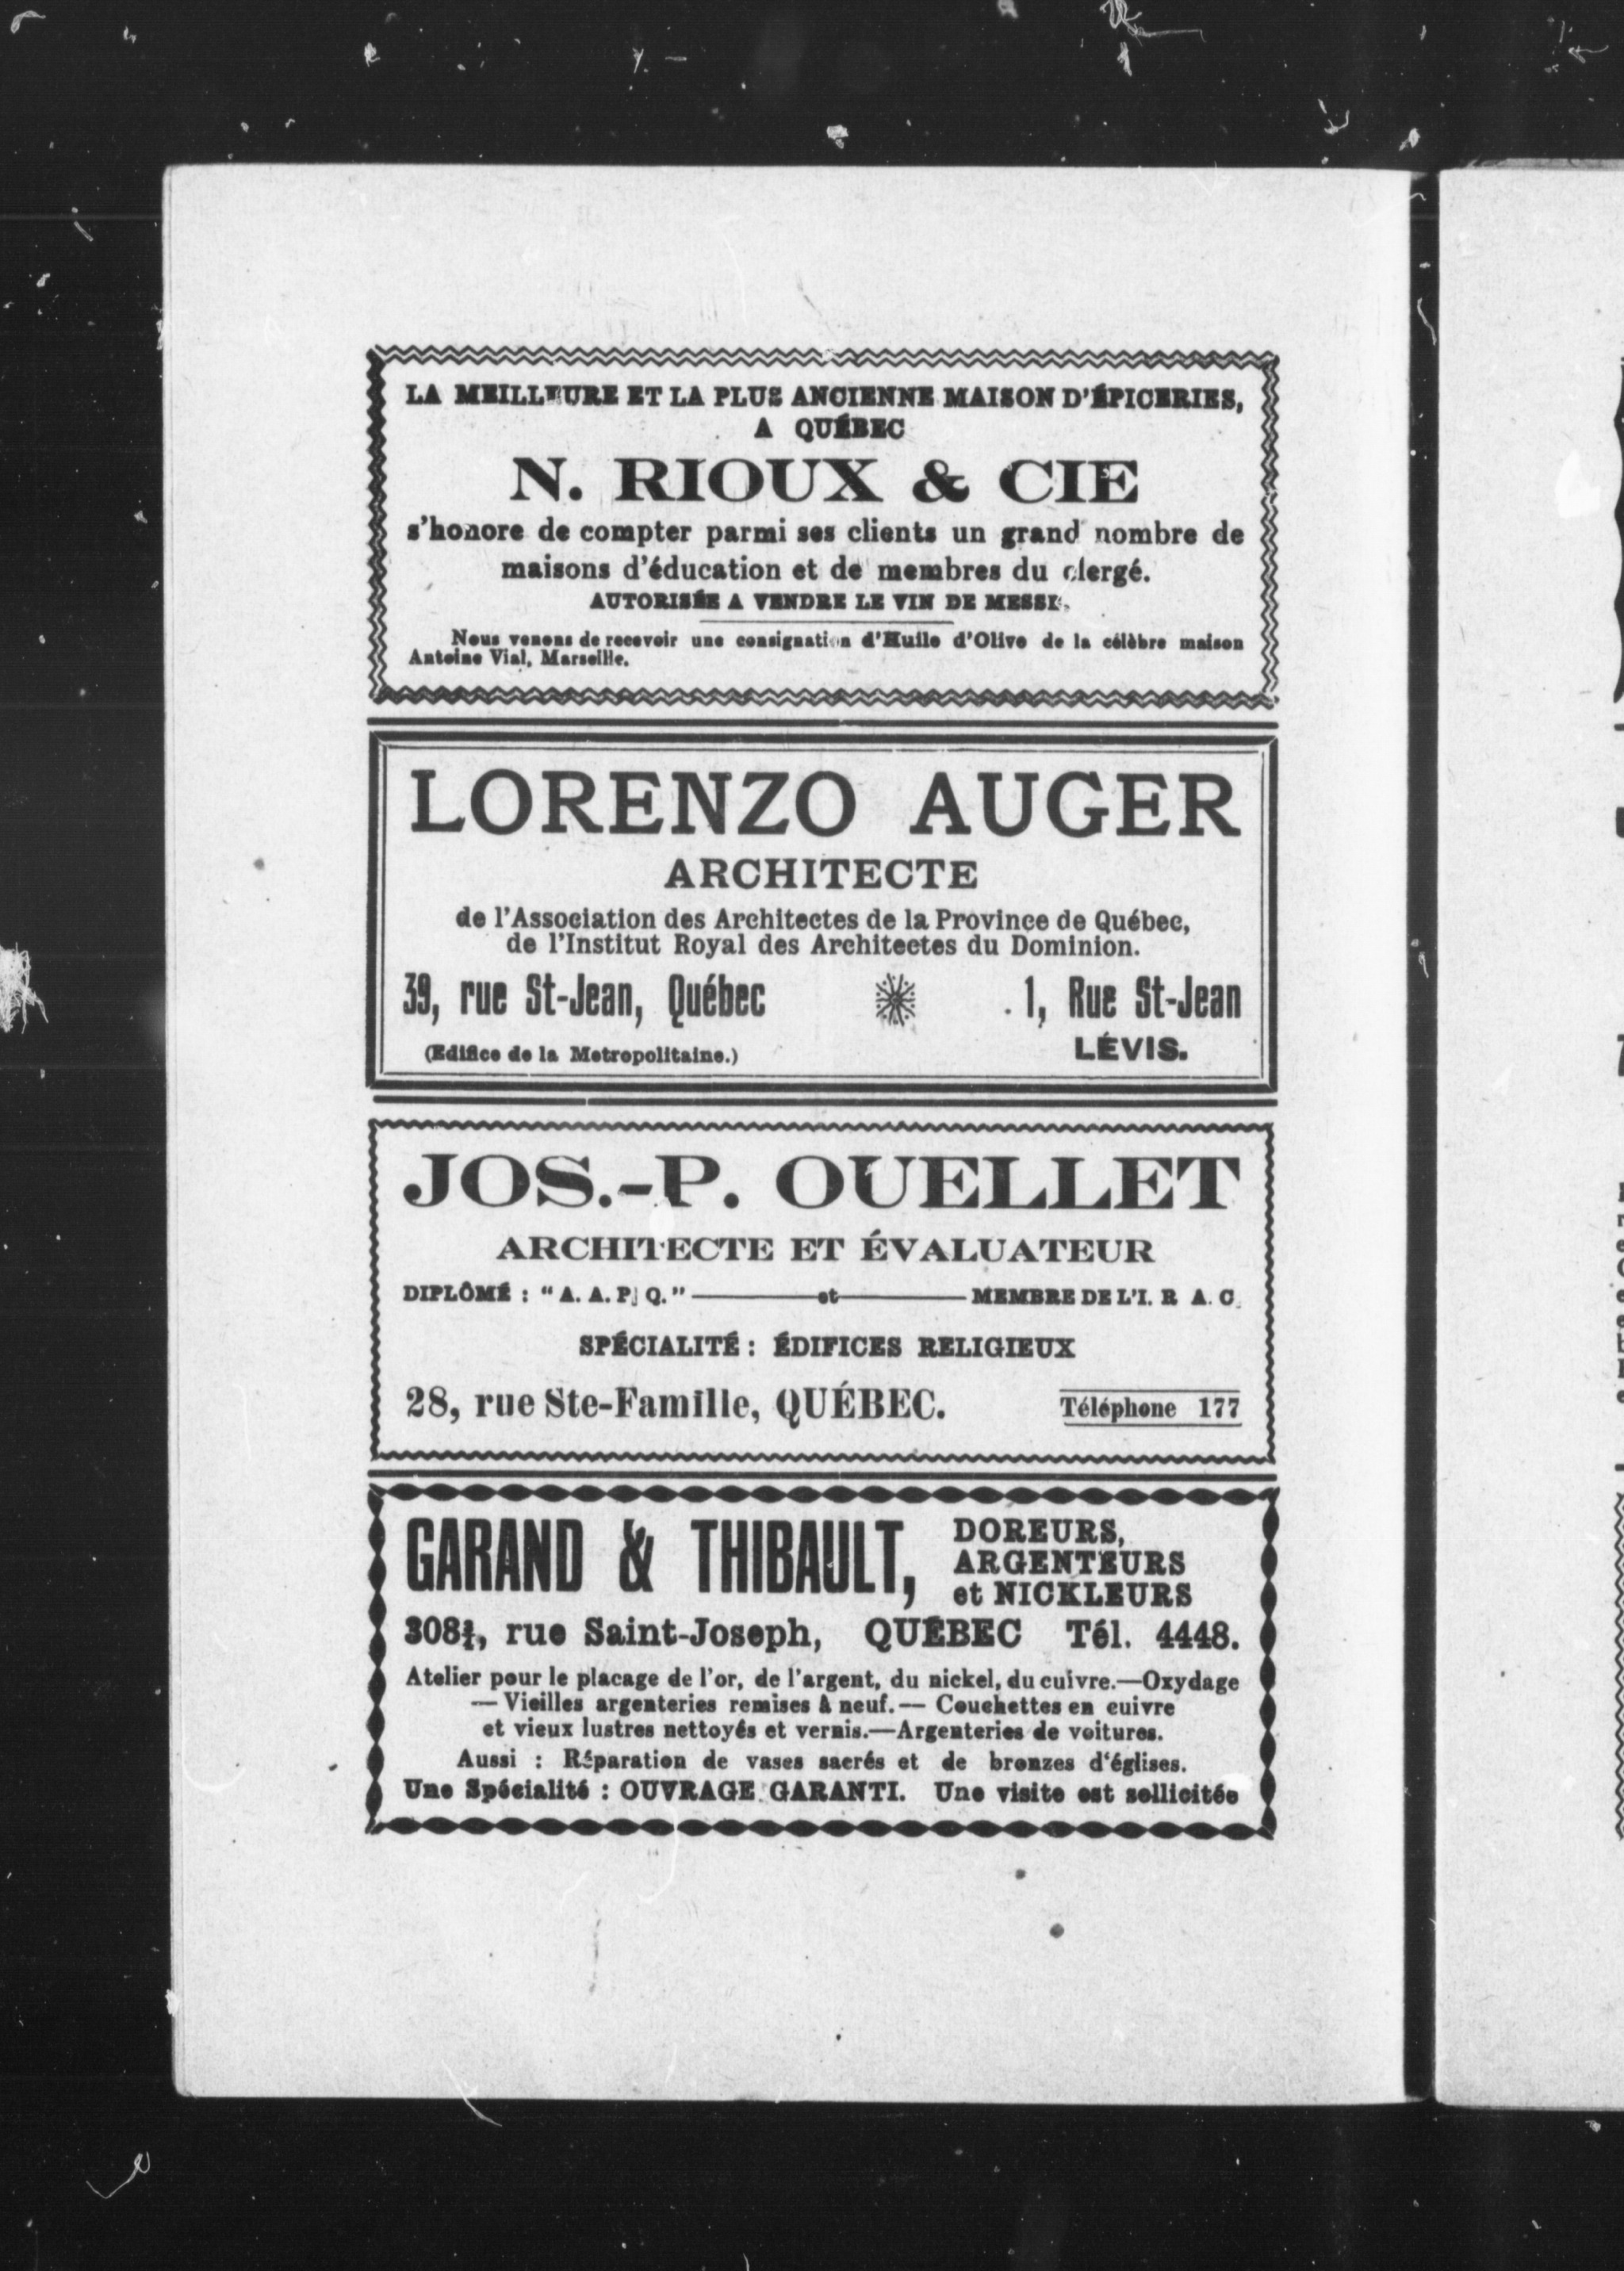 LA MEILLEURE ET LA PLUS ANCIENNE MAISON D'ÉPICERIES,
A QUÉBEC
N. RIOUX & CIE
s'honore de compter parmi ses clients un grand nombre de
maisons d'éducation et de membres du clergé.
AUTORISÉE A VENDRE LE VIN DE MESSE.
Nous venons de recevoir une consignation d'Huile d'Olive de la célèbre maison
Antoine Vial, Marseille.
LORENZO AUGER
ARCHITECTE
de l'Association des Architectes de la Province de Québec,
de l'Institut Royal des Architectes du Dominion.
39, rue St-Jean, Québec
(Edifice de la Metropolitaine.)
1, Rue St-Jean
LÉVIS.
JOS.-P. OUELLET
ARCHITECTE ET ÉVALUATEUR
DIPLÔMÉ : "A. A. P. Q." ——— et ——— MEMBRE DE L'I. R A. C.
SPÉCIALITÉ : ÉDIFICES RELIGIEUX
28, rue Ste-Famille, QUÉBEC. Téléphone 177
GARAND & THIBAULT,
DOREURS,
ARGENTEURS
et NICKLEURS
308¾, rue Saint-Joseph, QUÉBEC Tél. 4448.
Atelier pour le placage de l'or, de l'argent, du nickel, du cuivre.—Oxydage
— Vieilles argenteries remises à neuf.— Couchettes en cuivre
et vieux lustres nettoyés et vernis.—Argenteries de voitures.
Aussi : Réparation de vases sacrés et de bronzes d'églises.
Une Spécialité : OUVRAGE GARANTI. Une visite est sollicitée